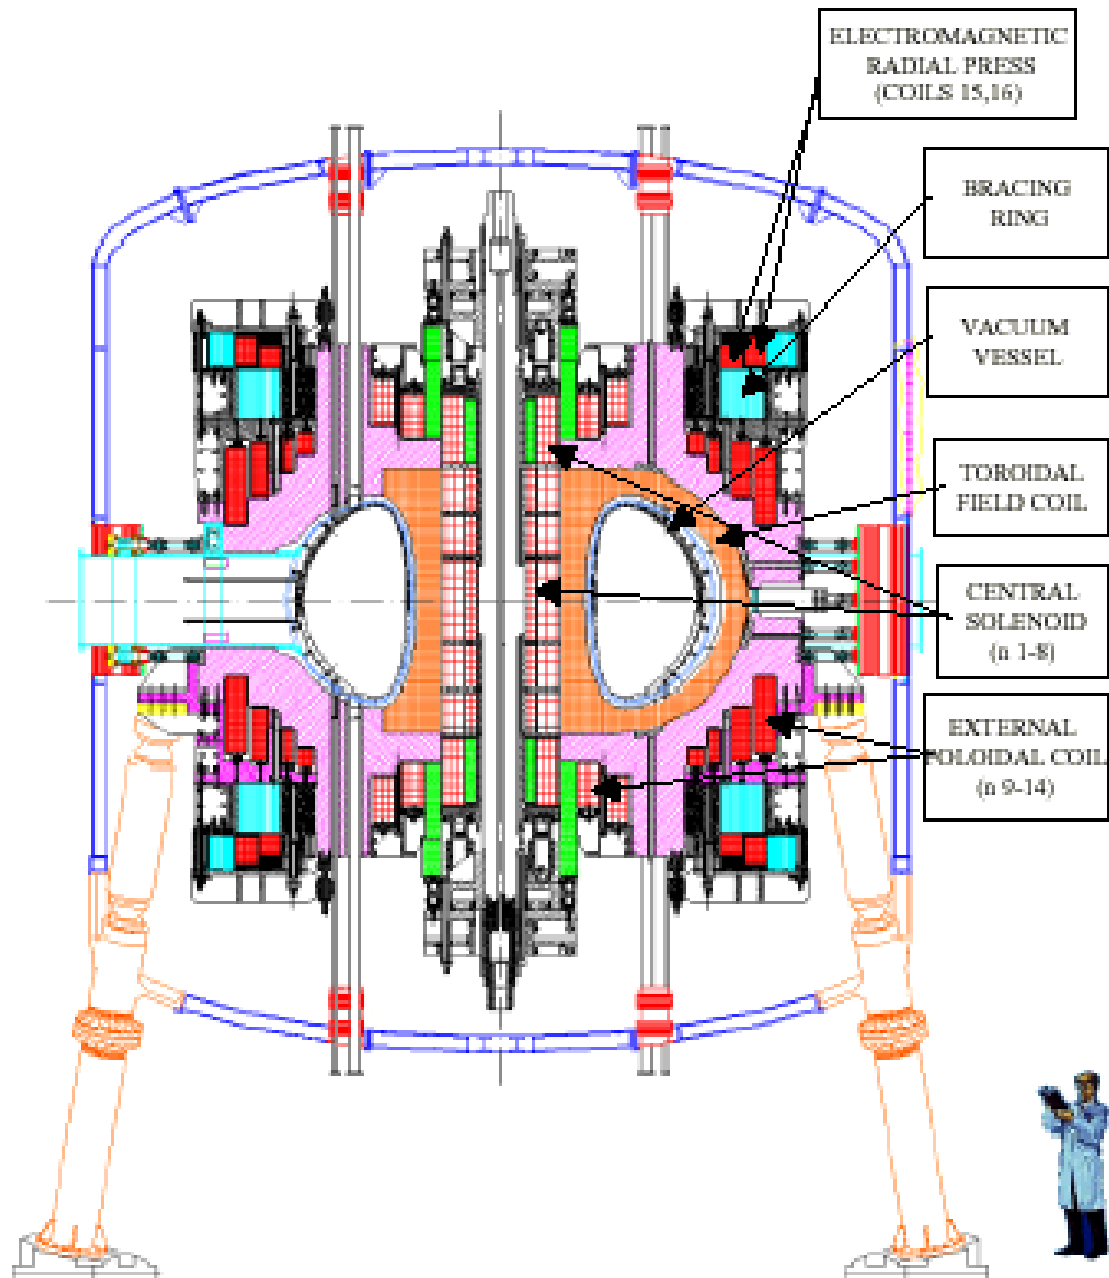 ELECTROMAGNETIC
RADIAL PRESS
(COILS 15,16)
BRACING
RING
VACUUM
VESSEL
TOROIDAL
FIELD COIL
CENTRAL
SOLENOID
(n 1-8)
EXTERNAL
POLOIDAL COIL
(n 9-14)